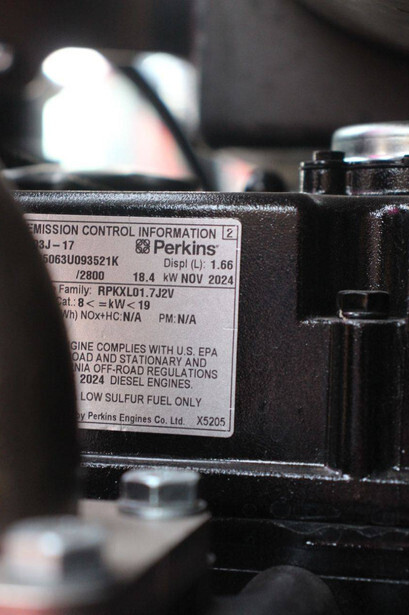 EMISSION CONTROL INFORMATION 2
3J-17 Perkins
5063U093521K Displ (L): 1.66
/2800 18.4 kW NOV 2024
Family: RPKXL01.7J2V
Cat.: 8 < = kW < 19
Wh) NOx+HC: N/A PM: N/A
GINE COMPLIES WITH U.S. EPA
ROAD AND STATIONARY AND
NIA OFF-ROAD REGULATIONS
2024 DIESEL ENGINES.
LOW SULFUR FUEL ONLY
by Perkins Engines Co. Ltd. X5205